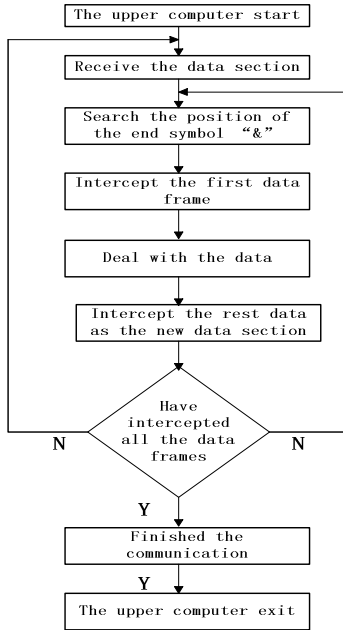 The upper computer start
Receive the data section
Search the position of
the end symbol “&”
Intercept the first data
frame
Deal with the data
Intercept the rest data
as the new data section
Have
intercepted
all the data
frames
N
N
Y
Finished the
communication
Y
The upper computer exit